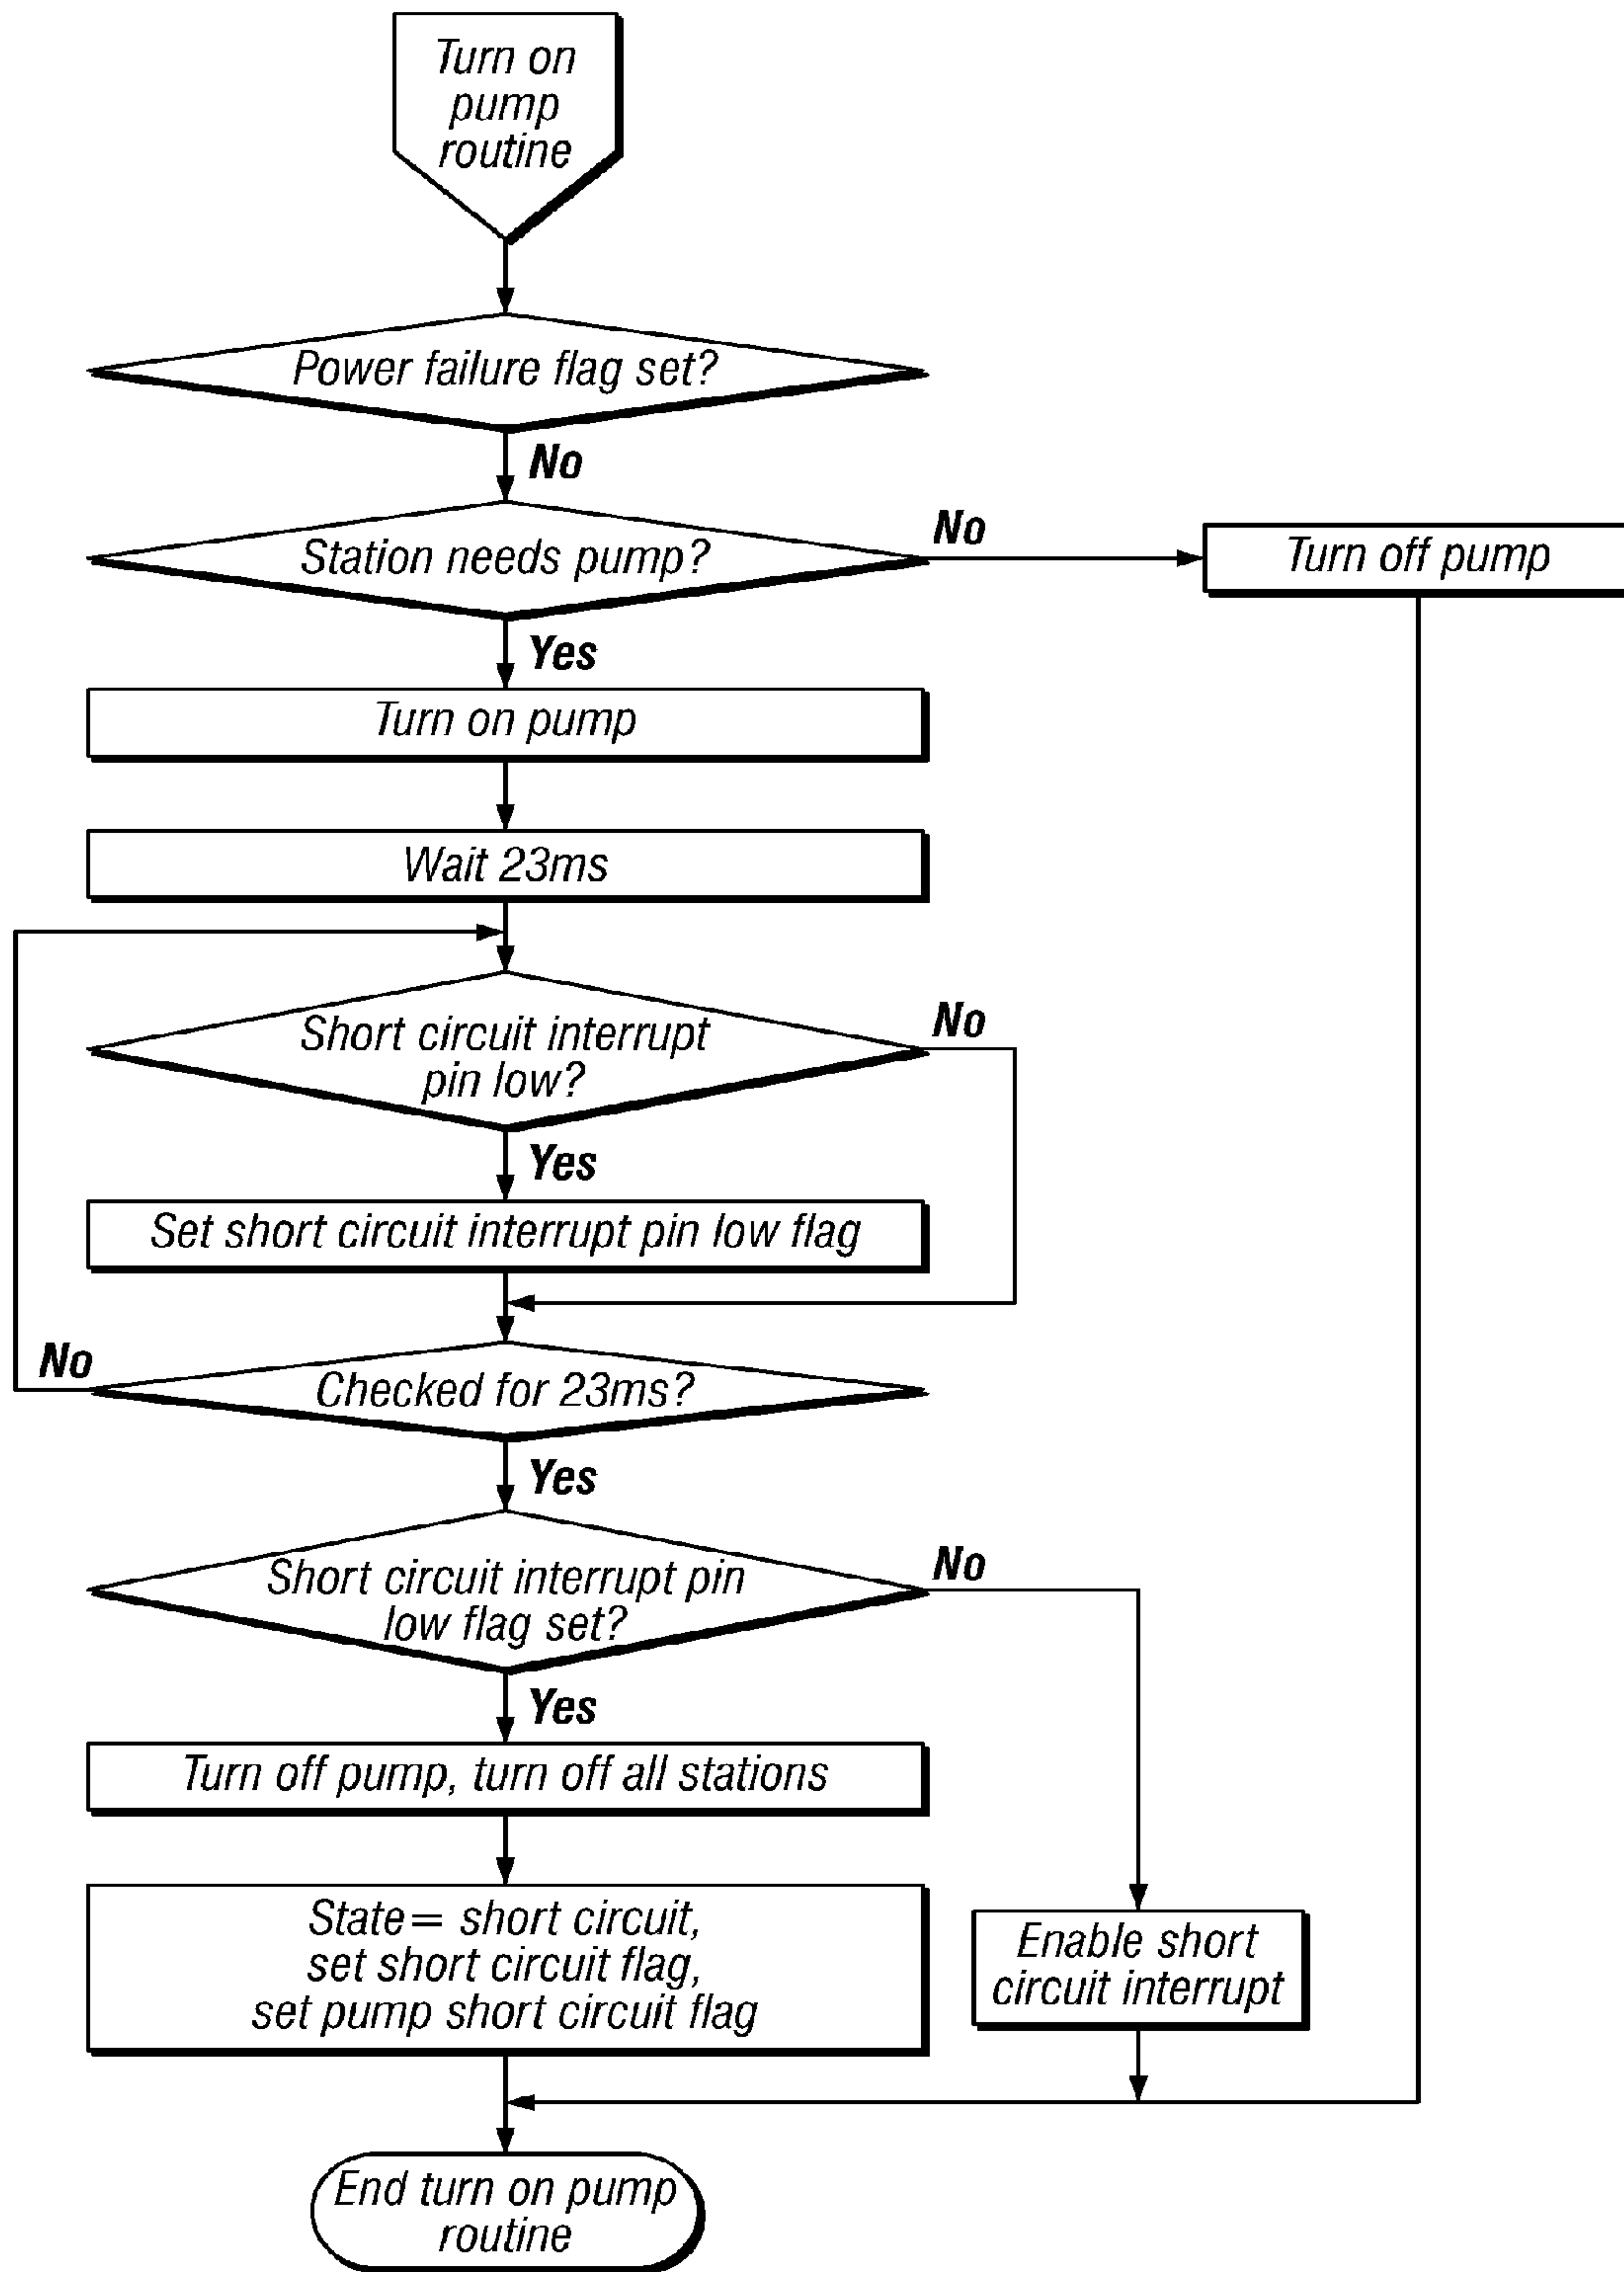 Turn on
pump
routine
Power failure flag set?
No
Station needs pump?
No
Turn off pump
Yes
Turn on pump
Wait 23ms
Short circuit interrupt
pin low?
No
Yes
Set short circuit interrupt pin low flag
No
Checked for 23ms?
Yes
Short circuit interrupt pin
low flag set?
No
Yes
Turn off pump, turn off all stations
State= short circuit,
set short circuit flag,
set pump short circuit flag
Enable short
circuit interrupt
End turn on pump
routine